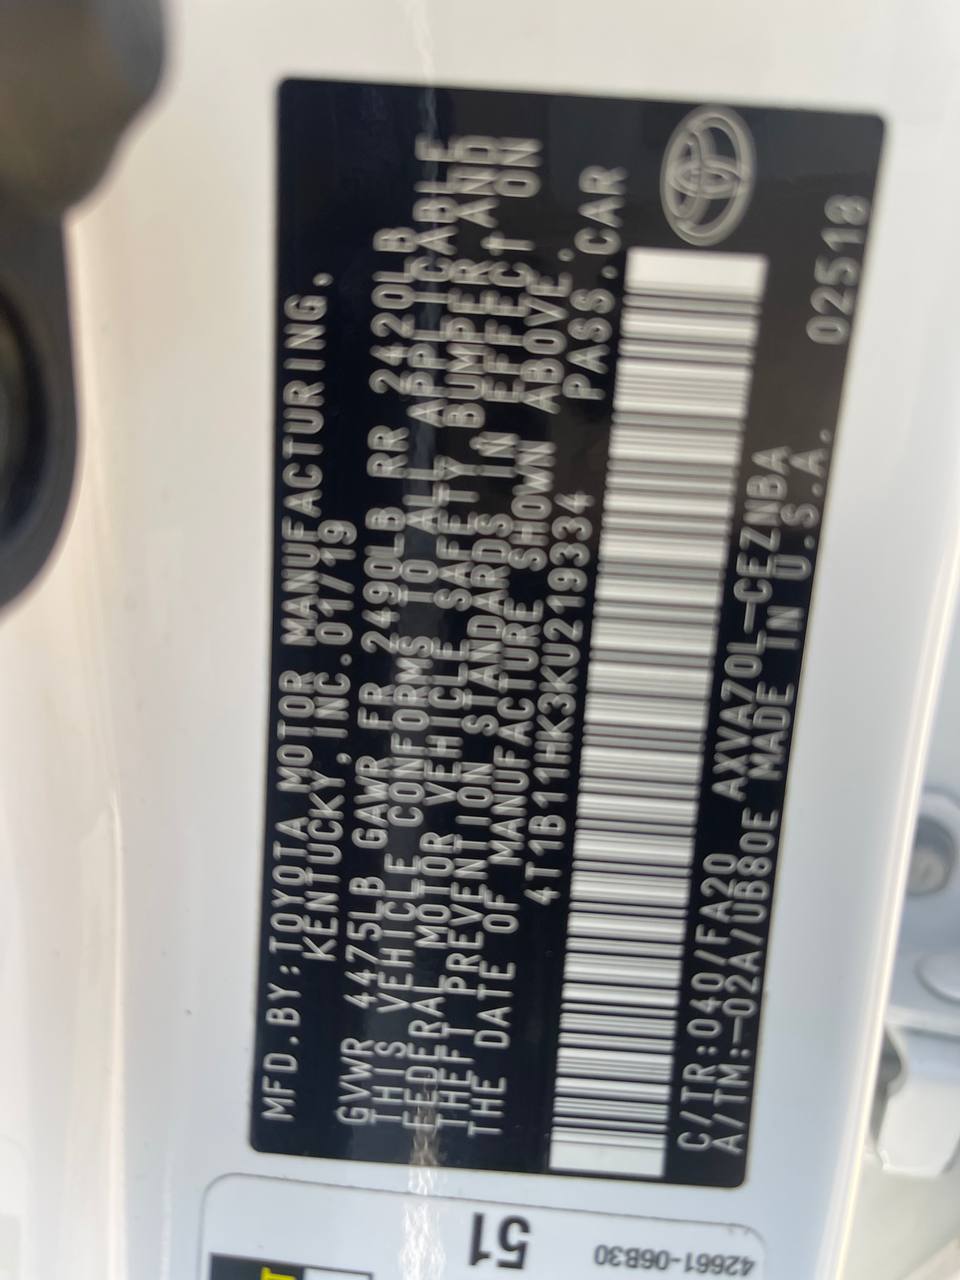 MFD.BY:TOYOTA MOTOR MANUFACTURING,
KENTUCKY,INC.01/19
GVWR 4475LB GAWR FR 2490LB RR 2420LB
THIS VEHICLE CONFORMS TO ALL APPLICABLE
FEDERAL MOTOR VEHICLE SAFETY,BUMPER,AND
THEFT PREVENTION STANDARDS IN EFFECT ON
THE DATE OF MANUFACTURE SHOWN ABOVE.
4T1B11HK3KU219334 PASS.CAR
C/TR:040/FA20 AXVA70L-CEZNBA
A/TM:-02A/UB80E MADE IN U.S.A.
02518
51
42661-06B30